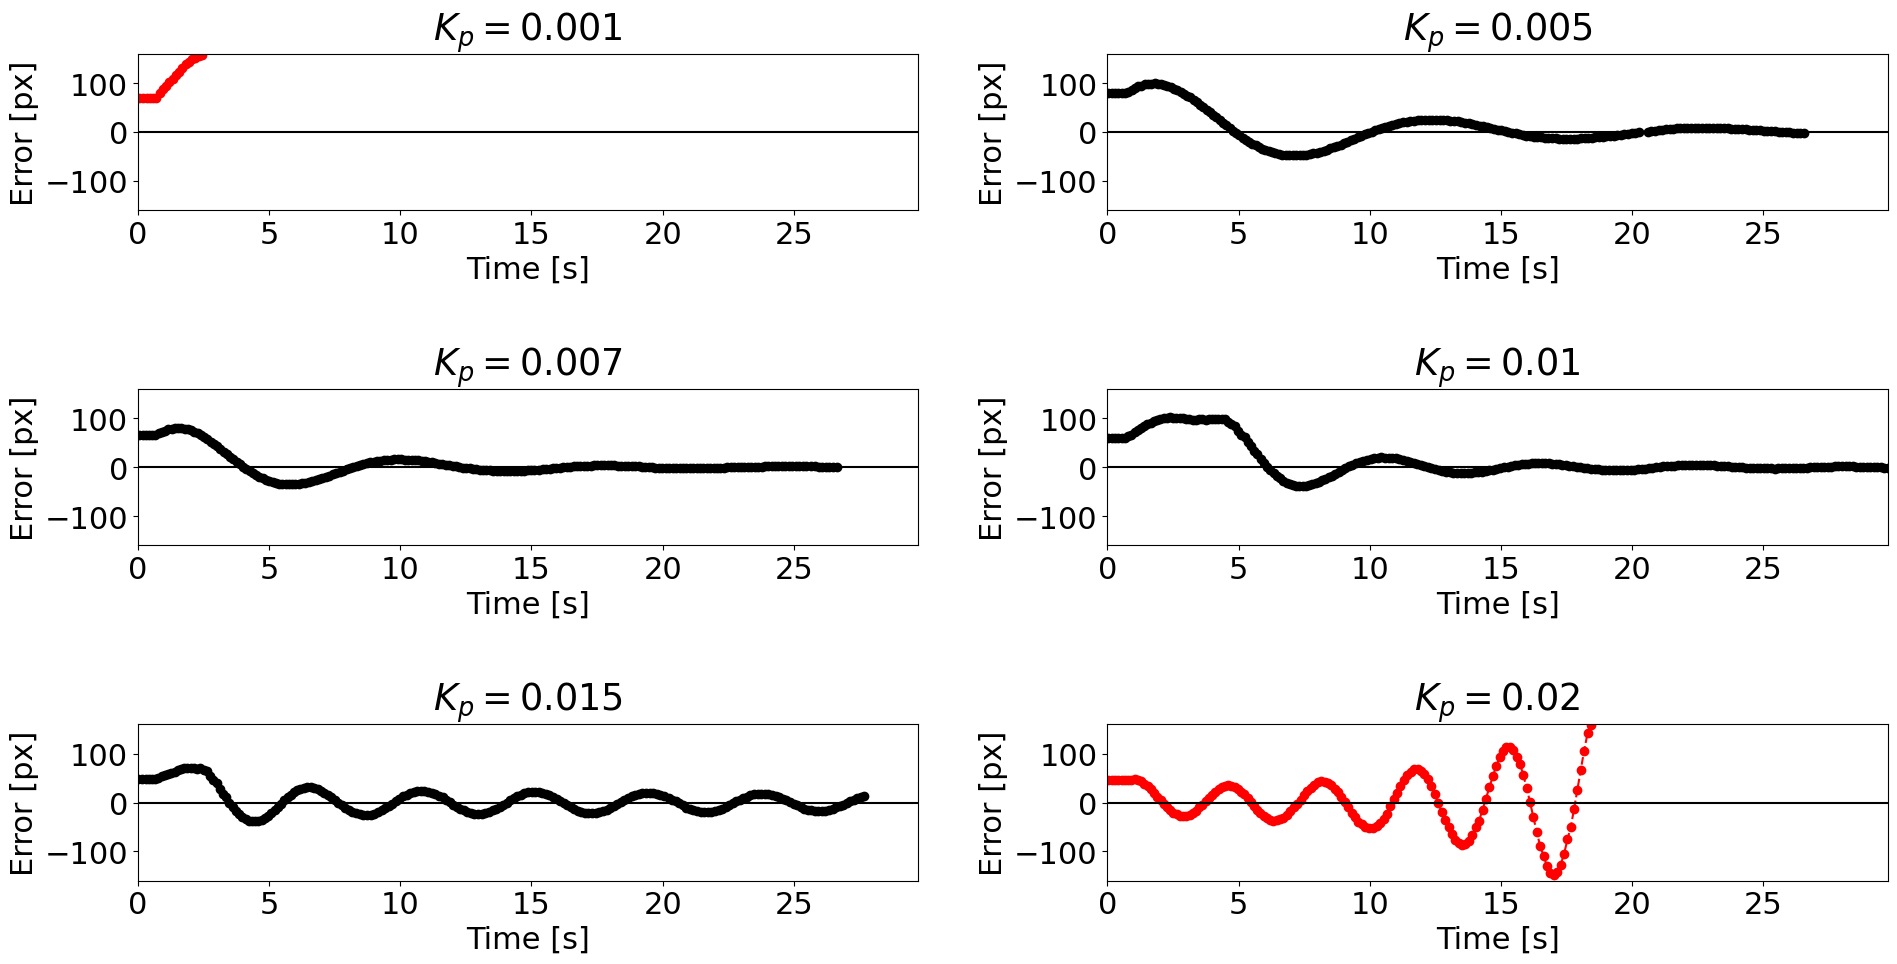 K_p = 0.001
Error [px]
100
0
−100
0 5 10 15 20 25
Time [s]
K_p = 0.005
Error [px]
100
0
−100
0 5 10 15 20 25
Time [s]
K_p = 0.007
Error [px]
100
0
−100
0 5 10 15 20 25
Time [s]
K_p = 0.01
Error [px]
100
0
−100
0 5 10 15 20 25
Time [s]
K_p = 0.015
Error [px]
100
0
−100
0 5 10 15 20 25
Time [s]
K_p = 0.02
Error [px]
100
0
−100
0 5 10 15 20 25
Time [s]